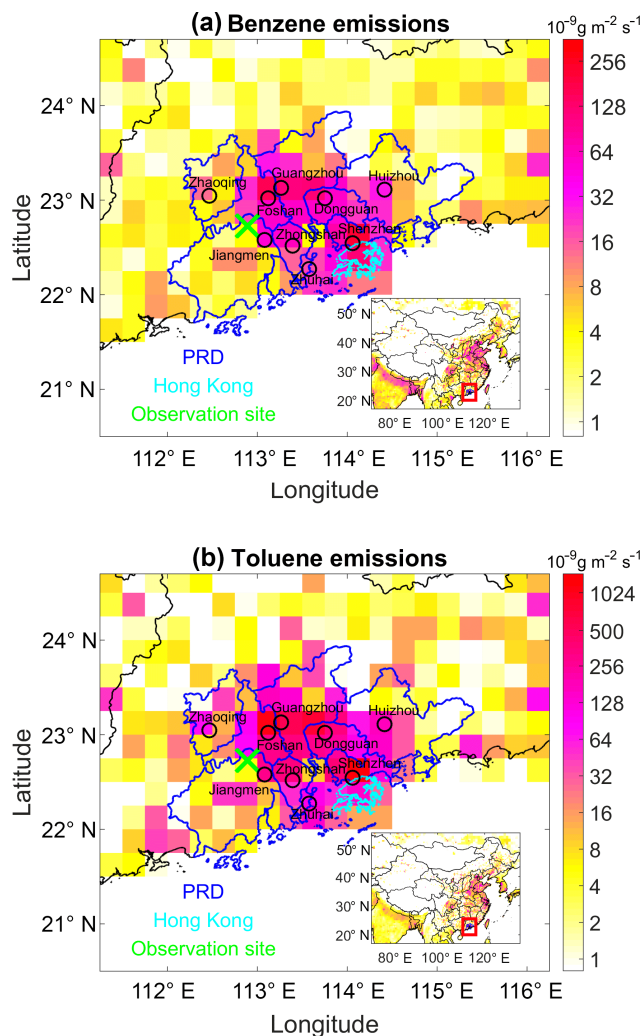 (a) Benzene emissions
10⁻⁹g m⁻² s⁻¹
24° N
23° N
22° N
21° N
Latitude
Zhaoqing
Guangzhou
Huizhou
Foshan
Dongguan
Zhongshan
Shenzhen
Jiangmen
Zhuhai
PRD
Hong Kong
Observation site
50° N
40° N
30° N
20° N
80° E
100° E
120° E
256
128
64
32
16
8
4
2
1
112° E
113° E
114° E
115° E
116° E
Longitude
(b) Toluene emissions
10⁻⁹g m⁻² s⁻¹
24° N
23° N
22° N
21° N
Latitude
Zhaoqing
Guangzhou
Huizhou
Foshan
Dongguan
Zhongshan
Shenzhen
Jiangmen
Zhuhai
PRD
Hong Kong
Observation site
50° N
40° N
30° N
20° N
80° E
100° E
120° E
1024
500
256
128
64
32
16
8
4
2
1
112° E
113° E
114° E
115° E
116° E
Longitude